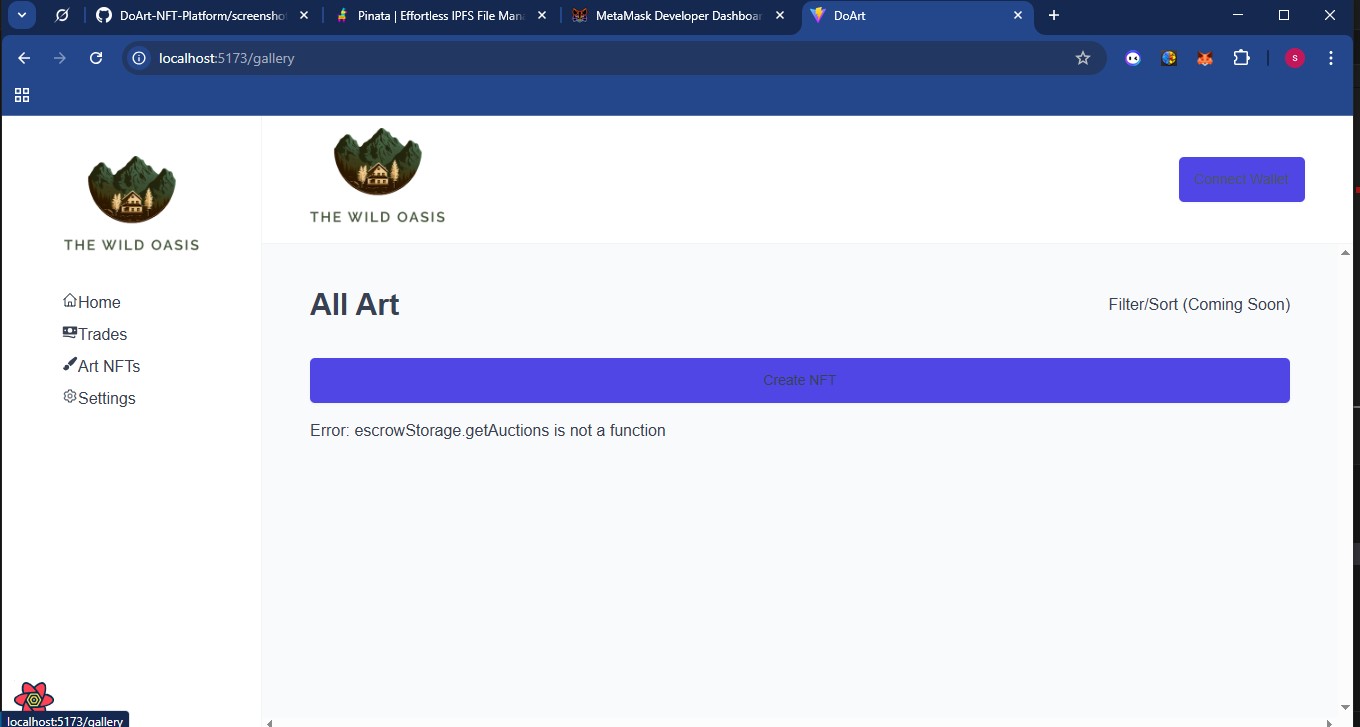 DoArt-NFT-Platform/screenshot
Pinata | Effortless IPFS File Man
MetaMask Developer Dashboar
DoArt
localhost:5173/gallery
S
THE WILD OASIS
THE WILD OASIS
Connect Wallet
Home
Trades
Art NFTs
Settings
All Art
Filter/Sort (Coming Soon)
Create NFT
Error: escrowStorage.getAuctions is not a function
localhost:5173/gallery